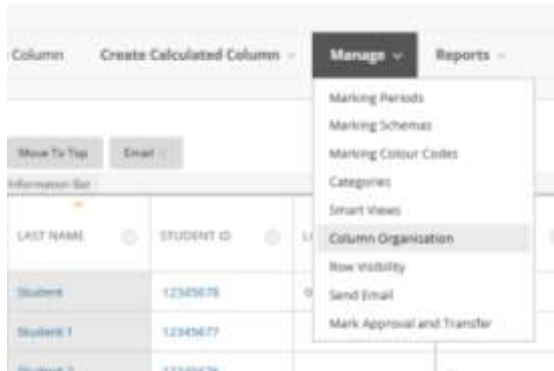 Column Create Calculated Column Manage Reports
Marking Periods
Marking Schemas
Move To Top Email Marking Colour Codes
Information Bar Categories
Smart Views
LAST NAME STUDENT ID Column Organization
Row Visibility
Student 12345678 Send Email
Student 1 12345677 Mark Approval and Transfer